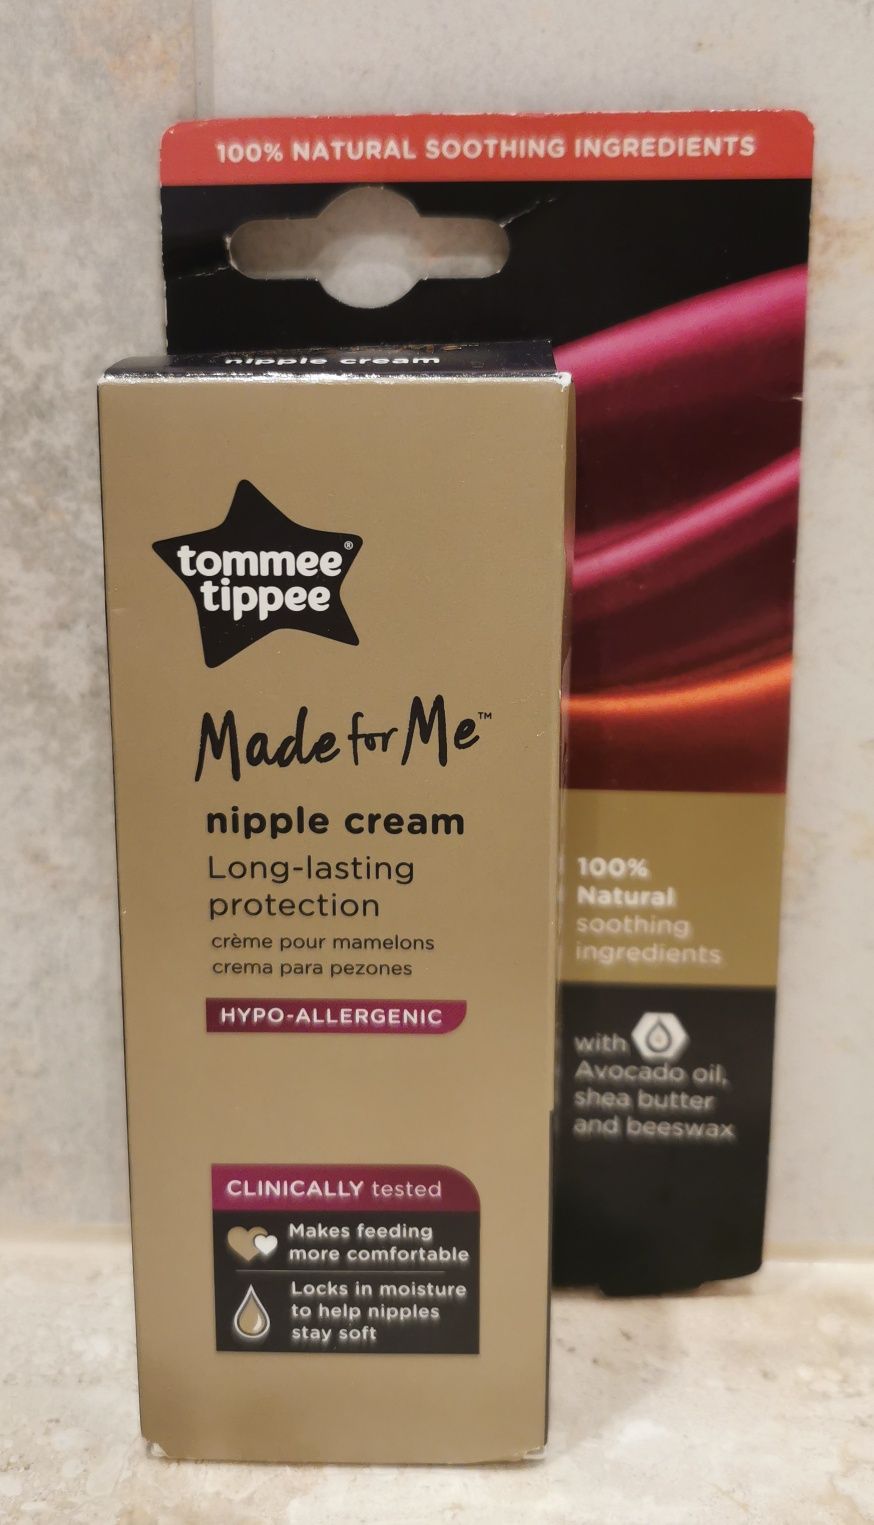 100% NATURAL SOOTHING INGREDIENTS
nipple cream
tommee®
tippee
Made for Me™
nipple cream
Long-lasting
protection
crème pour mamelons
crema para pezones
HYPO-ALLERGENIC
CLINICALLY tested
Makes feeding
more comfortable
Locks in moisture
to help nipples
stay soft
100%
Natural
soothing
ingredients
with
Avocado oil,
shea butter
and beeswax